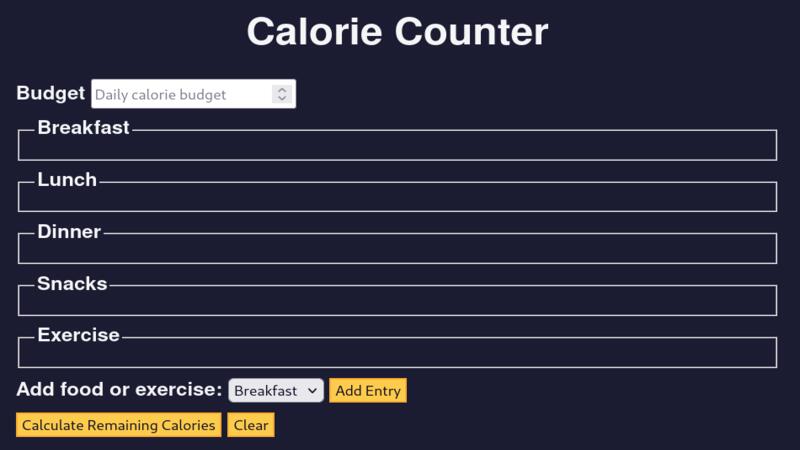 Calorie Counter
Budget Daily calorie budget
Breakfast
Lunch
Dinner
Snacks
Exercise
Add food or exercise: Breakfast Add Entry
Calculate Remaining Calories Clear